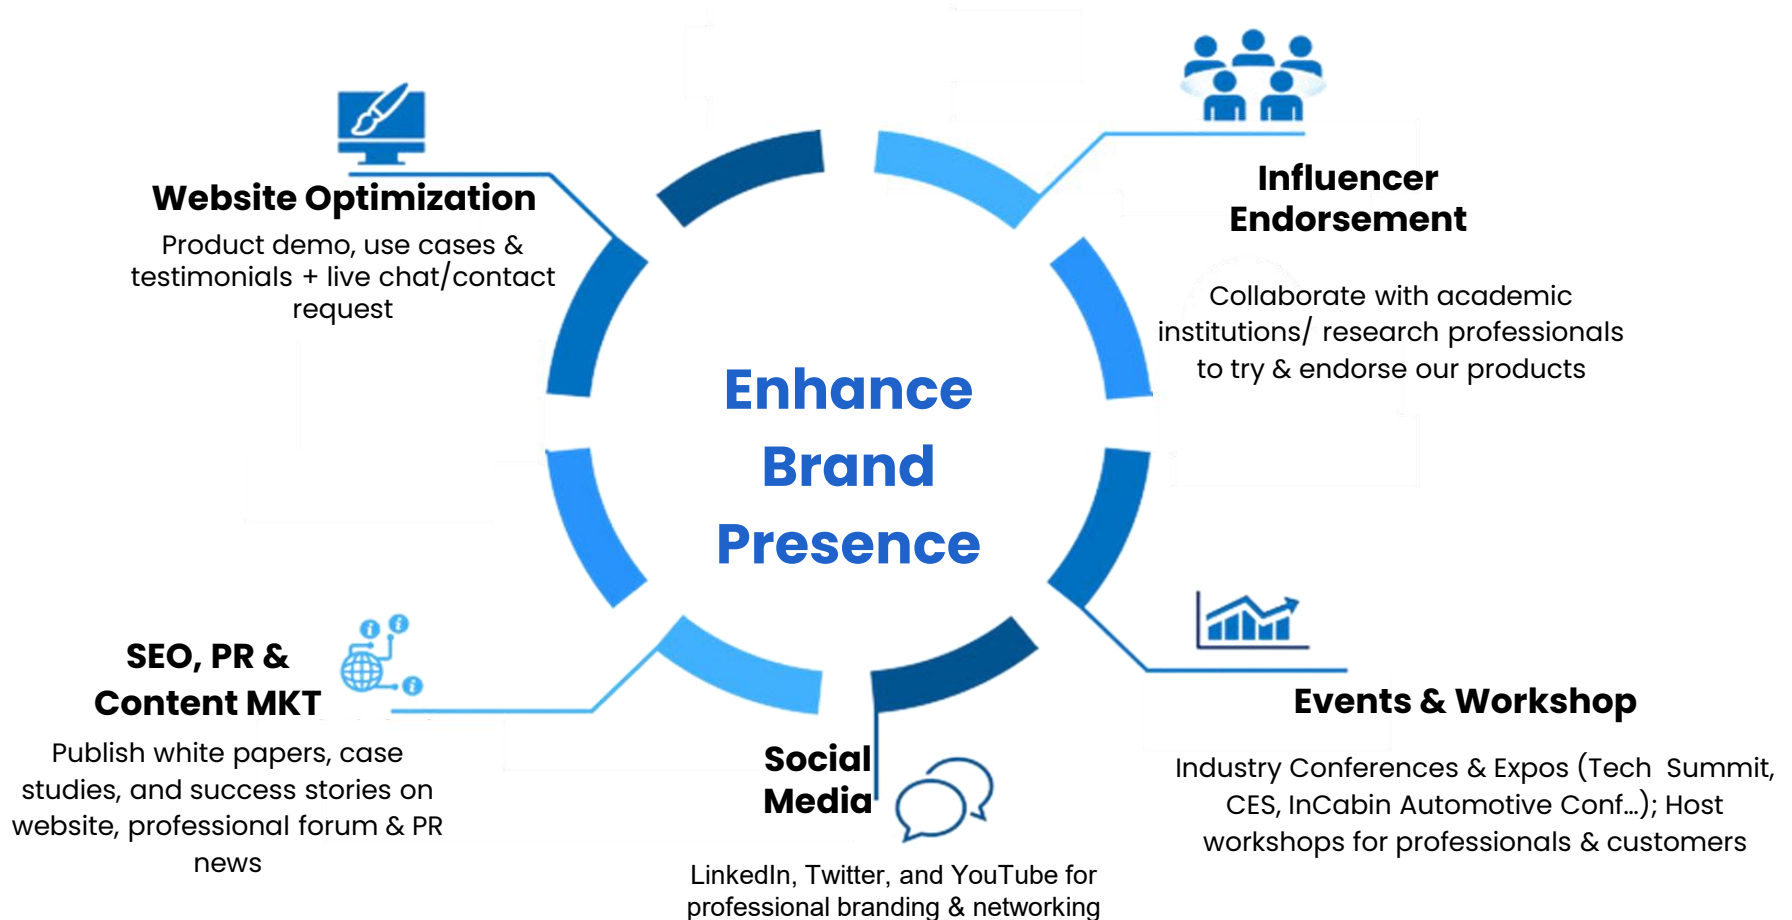 Website Optimization
Product demo, use cases &
testimonials + live chat/contact
request
Influencer
Endorsement
Collaborate with academic
institutions/ research professionals
to try & endorse our products
Enhance
Brand
Presence
SEO, PR &
Content MKT
Publish white papers, case
studies, and success stories on
website, professional forum & PR
news
Social
Media
LinkedIn, Twitter, and YouTube for
professional branding & networking
Events & Workshop
Industry Conferences & Expos (Tech  Summit,
CES, InCabin Automotive Conf…); Host
workshops for professionals & customers